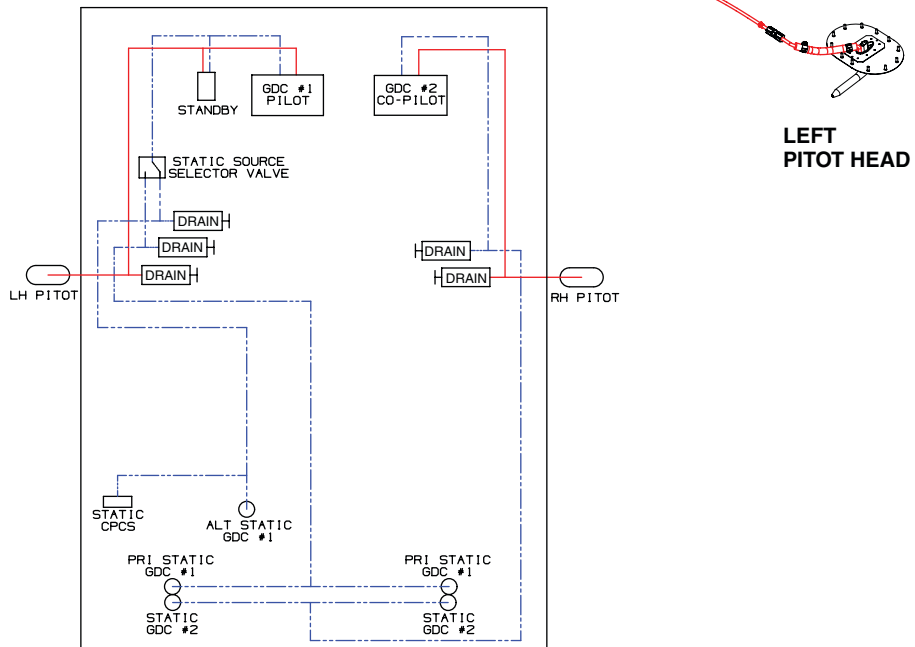 GDC #1
PILOT
GDC #2
CO-PILOT
STANDBY
LEFT
PITOT HEAD
STATIC SOURCE
SELECTOR VALVE
DRAIN
DRAIN
DRAIN
DRAIN
DRAIN
LH PITOT
RH PITOT
STATIC
CPCS
ALT STATIC
GDC #1
PRI STATIC
GDC #1
PRI STATIC
GDC #1
STATIC
GDC #2
STATIC
GDC #2